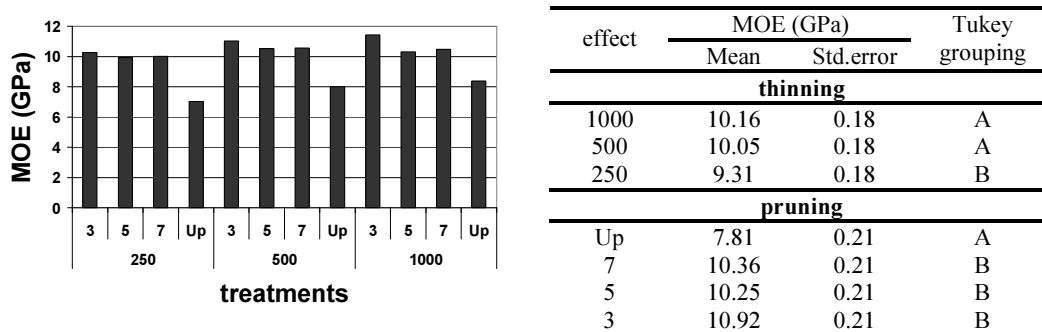 12
10
8
6
4
2
0
MOE (GPa)
3 5 7 Up 3 5 7 Up 3 5 7 Up
250 500 1000
treatments
effect MOE (GPa) Tukey grouping
Mean Std.error
thinning
1000 10.16 0.18 A
500 10.05 0.18 A
250 9.31 0.18 B
pruning
Up 7.81 0.21 A
7 10.36 0.21 B
5 10.25 0.21 B
3 10.92 0.21 B